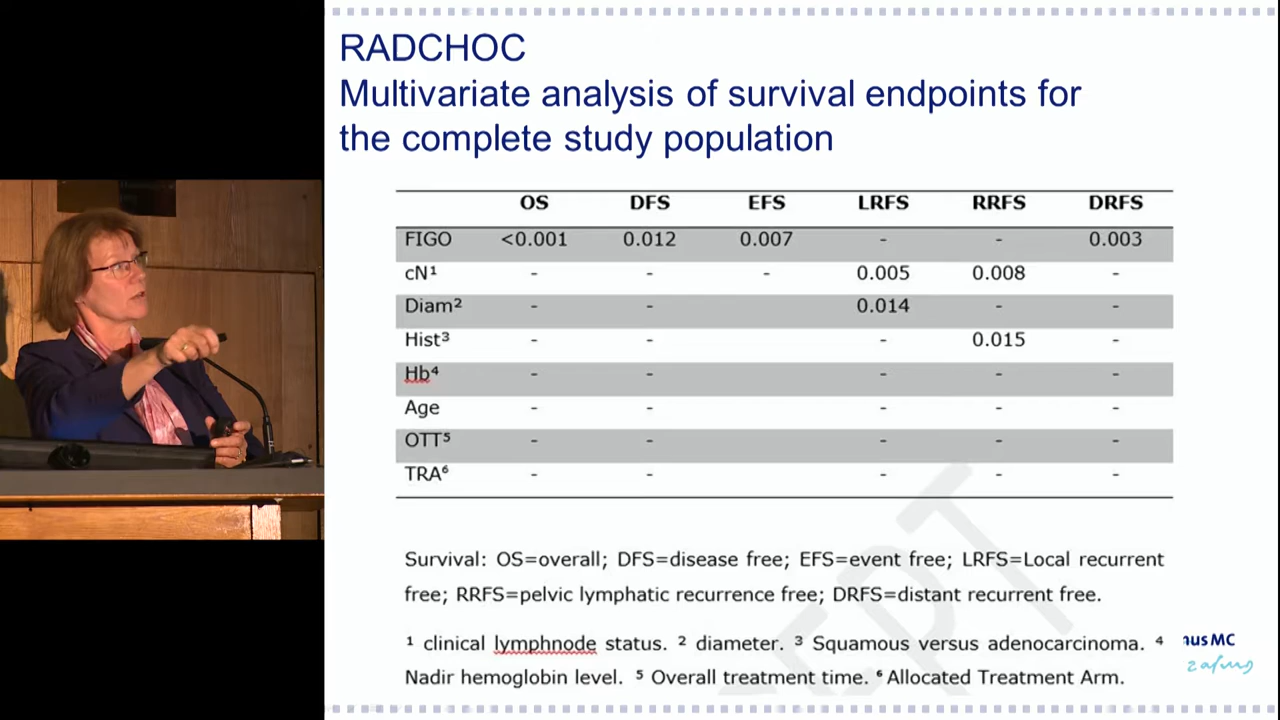 RADCHOC
Multivariate analysis of survival endpoints for
the complete study population
OS DFS EFS LRFS RRFS DRFS
FIGO <0.001 0.012 0.007 - - 0.003
cN¹ - - - 0.005 0.008 -
Diam² - - 0.014 - -
Hist³ - - - 0.015 -
Hb⁴ - - - - -
Age - - - - -
OTT⁵ - - - - -
TRA⁶ - - - - -
Survival: OS=overall; DFS=disease free; EFS=event free; LRFS=Local recurrent
free; RRFS=pelvic lymphatic recurrence free; DRFS=distant recurrent free.
¹ clinical lymphnode status. ² diameter. ³ Squamous versus adenocarcinoma. ⁴
Nadir hemoglobin level. ⁵ Overall treatment time. ⁶ Allocated Treatment Arm.
MC